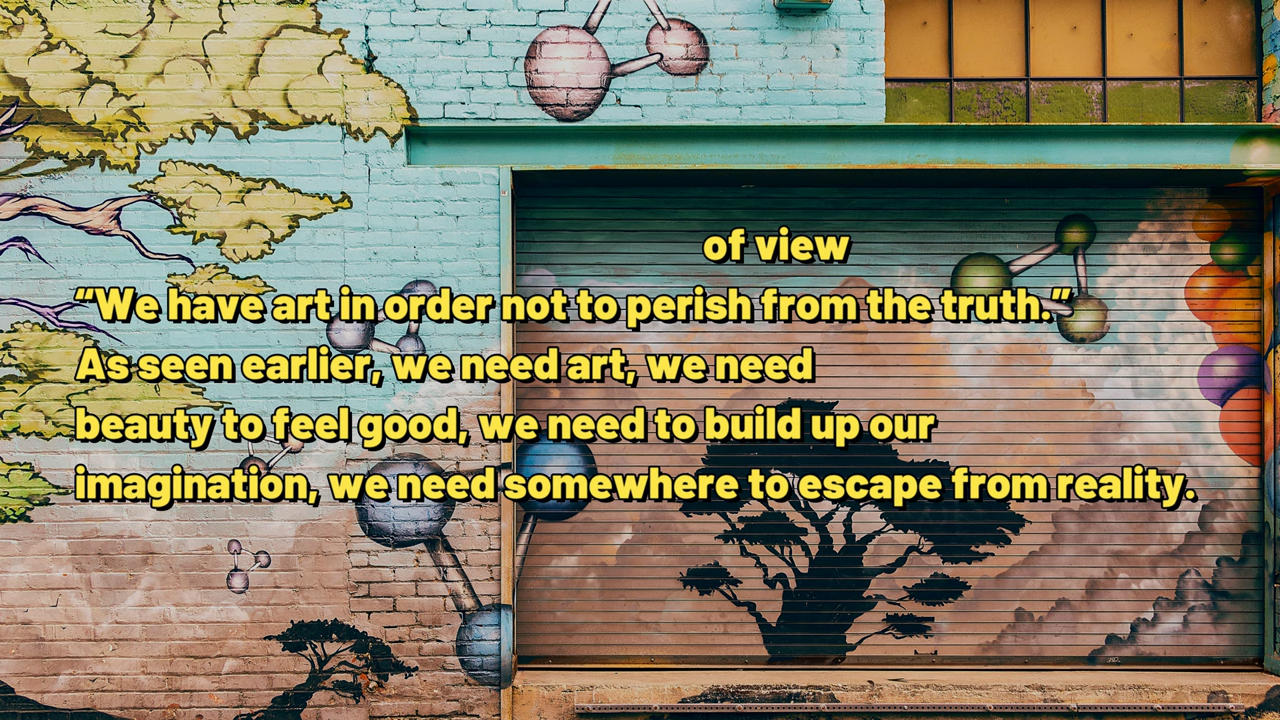 of view
“We have art in order not to perish from the truth.”
As seen earlier, we need art, we need
beauty to feel good, we need to build up our
imagination, we need somewhere to escape from reality.